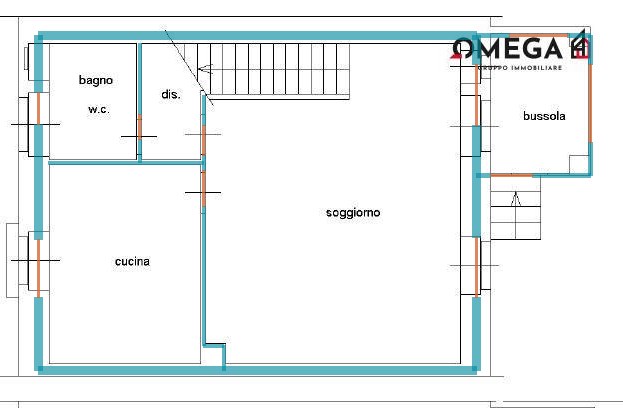 OMEGA
GRUPPO IMMOBILIARE
bagno
w.c.
dis.
bussola
soggiorno
cucina